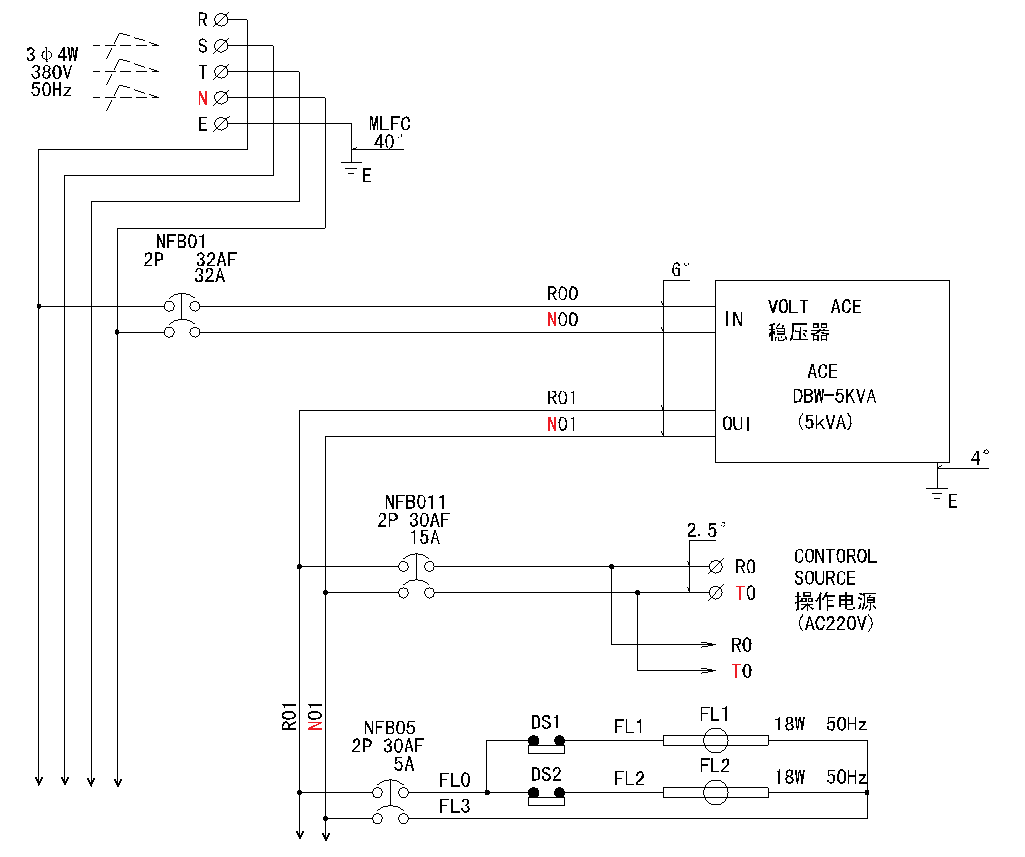 R
S
3φ4W
380V
T
50Hz
N
E
MLFC
40°
E
NFB01
2P 32AF
32A
6°
R00
N00
IN
VOLT ACE
稳压器
ACE
DBW-5KVA
(5kVA)
R01
N01
OUI
4°
E
NFB011
2P 30AF
15A
2.5°
R0
T0
CONTOROL
SOURCE
操作电源
(AC220V)
R0
T0
R01
N01
NFB05
2P 30AF
5A
FL0
FL3
DS1
FL1
FL1
18W 50Hz
DS2
FL2
FL2
18W 50Hz